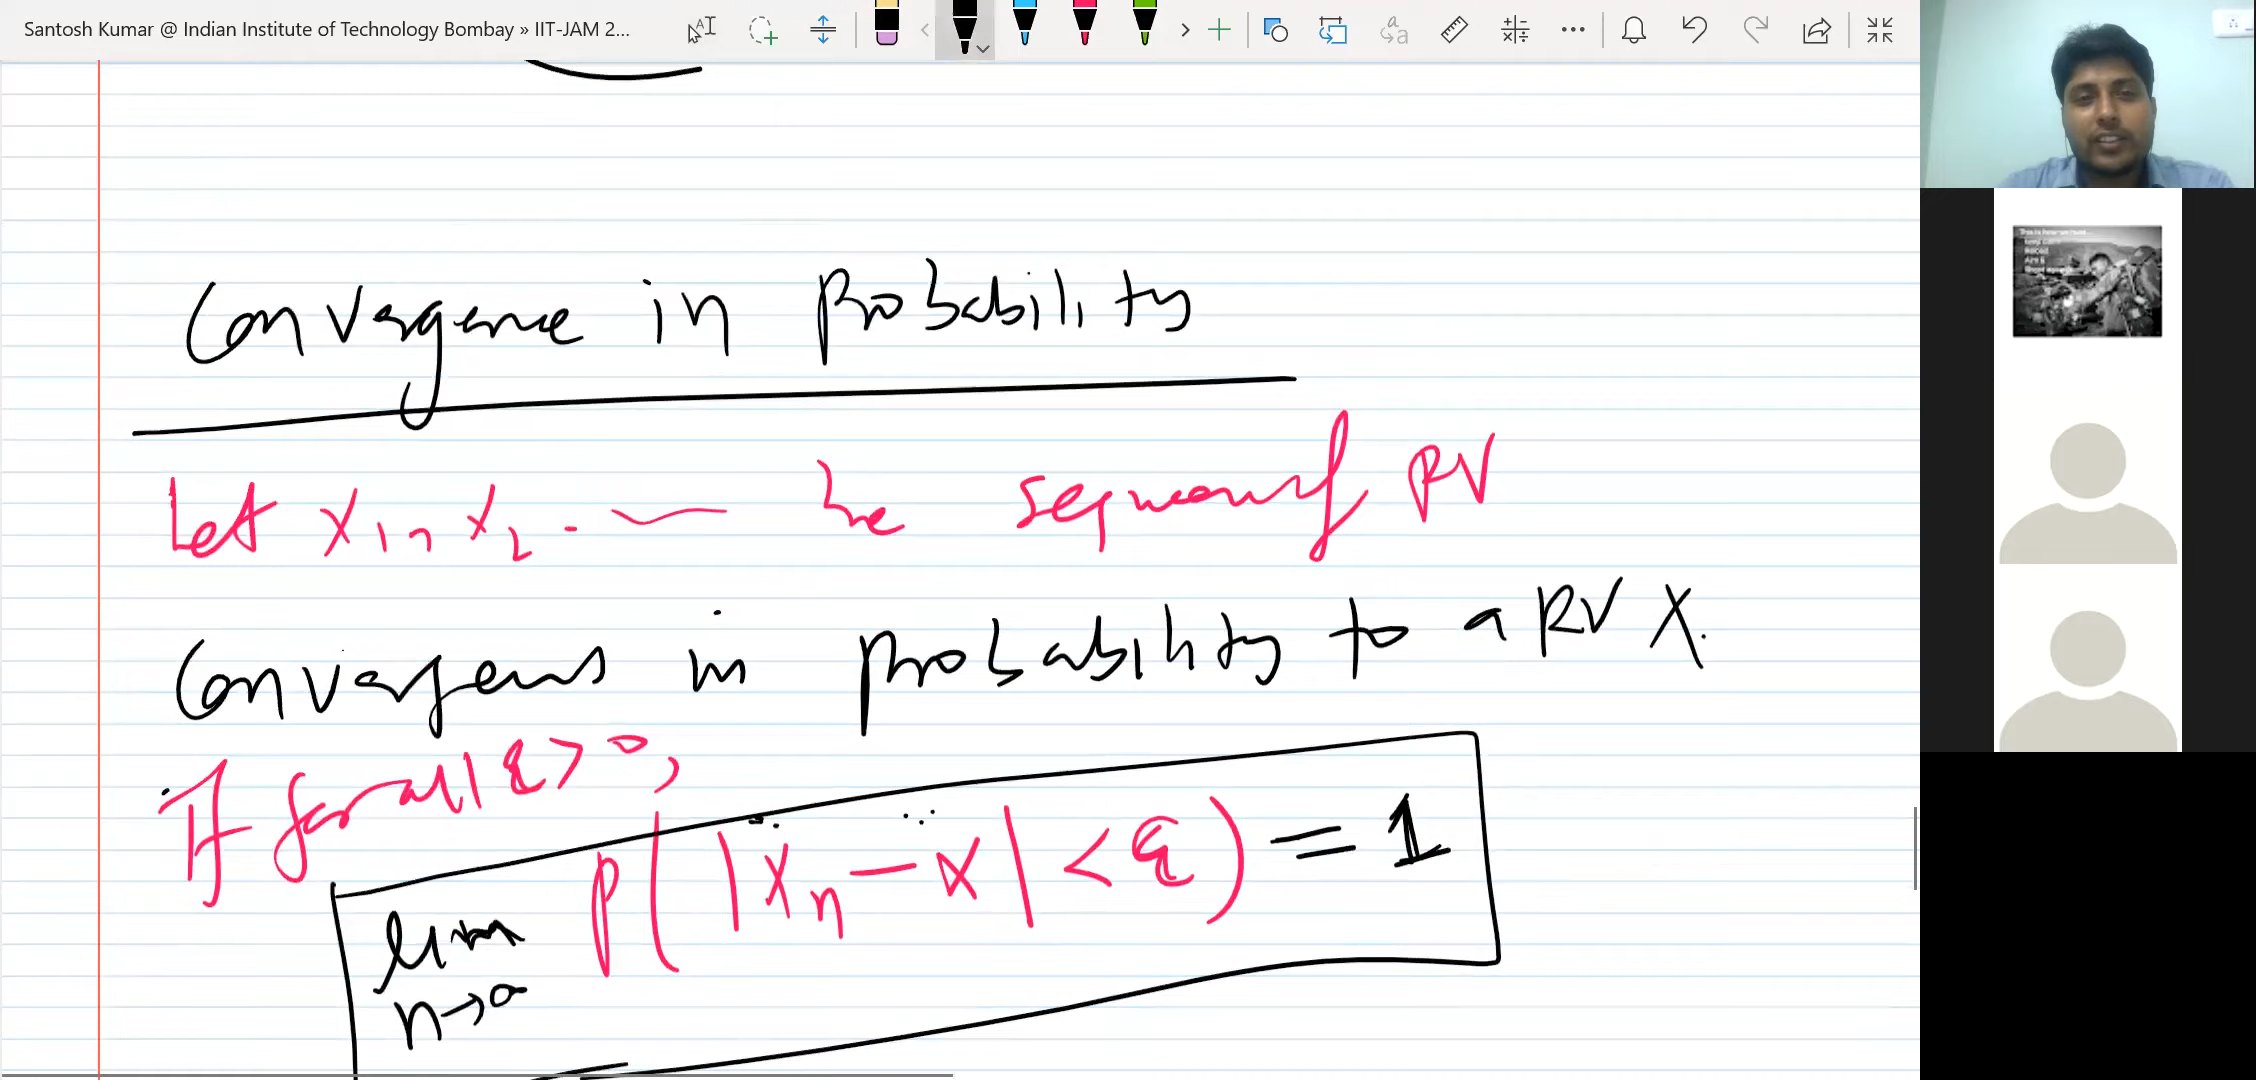 Santosh Kumar @ Indian Institute of Technology Bombay » IIT-JAM 2...
Convergence in Probability
Let X1, X2 . be sequence of RV
Convergens in probability to a RV X.
If for all ε > 0,
lim P(|Xn - X| < ε) = 1
n→∞